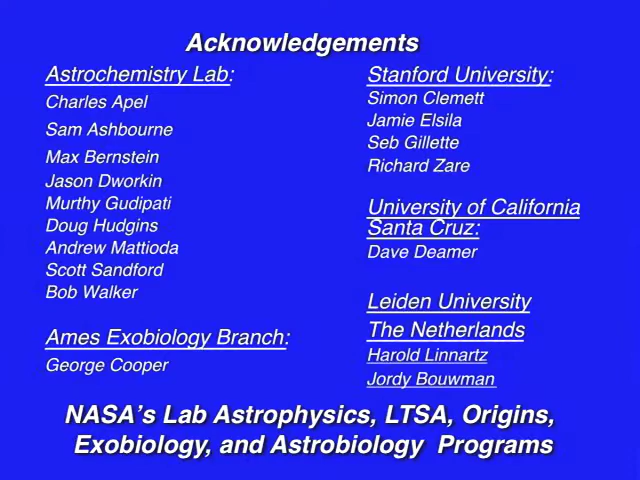 Acknowledgements
Astrochemistry Lab:
Charles Apel
Sam Ashbourne
Max Bernstein
Jason Dworkin
Murthy Gudipati
Doug Hudgins
Andrew Mattioda
Scott Sandford
Bob Walker
Ames Exobiology Branch:
George Cooper
Stanford University:
Simon Clemett
Jamie Elsila
Seb Gillette
Richard Zare
University of California
Santa Cruz:
Dave Deamer
Leiden University
The Netherlands
Harold Linnartz
Jordy Bouwman
NASA's Lab Astrophysics, LTSA, Origins,
Exobiology, and Astrobiology Programs